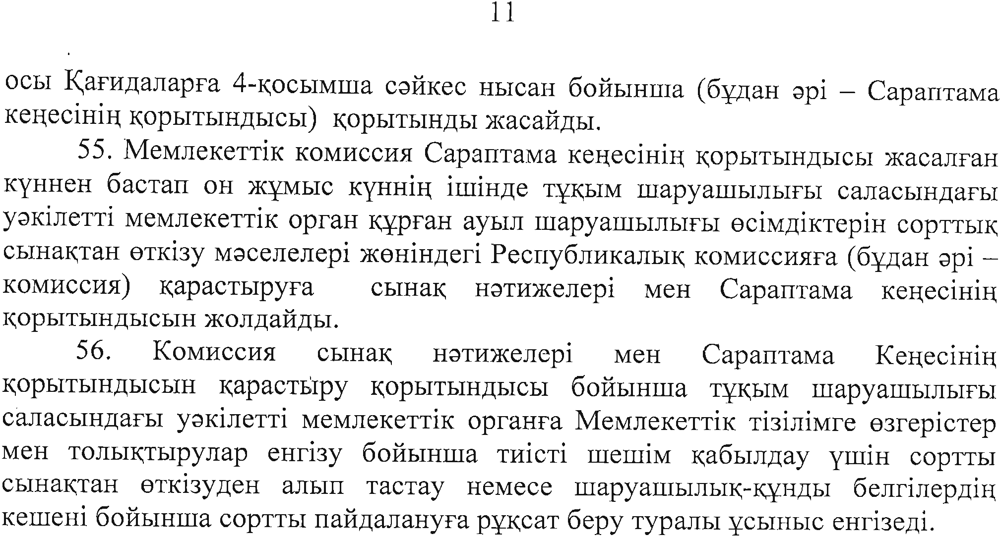 11
осы Қағидаларға 4-қосымша сәйкес нысан бойынша (бұдан әрі – Сараптама
кеңесінің қорытындысы) қорытынды жасайды.
55. Мемлекеттік комиссия Сараптама кеңесінің қорытындысы жасалған
күннен бастап он жұмыс күннің ішінде тұқым шаруашылығы саласындағы
уәкілетті мемлекеттік орган құрған ауыл шаруашылығы өсімдіктерін сорттық
сынақтан өткізу мәселелері жөніндегі Республикалық комиссияға (бұдан әрі –
комиссия) қарастыруға сынақ нәтижелері мен Сараптама кеңесінің
қорытындысын жолдайды.
56. Комиссия сынақ нәтижелері мен Сараптама Кеңесінің
қорытындысын қарастыру қорытындысы бойынша тұқым шаруашылығы
саласындағы уәкілетті мемлекеттік органға Мемлекеттік тізілімге өзгерістер
мен толықтырулар енгізу бойынша тиісті шешім қабылдау үшін сортты
сынақтан өткізуден алып тастау немесе шаруашылық-құнды белгілердің
кешені бойынша сортты пайдалануға рұқсат беру туралы ұсыныс енгізеді.